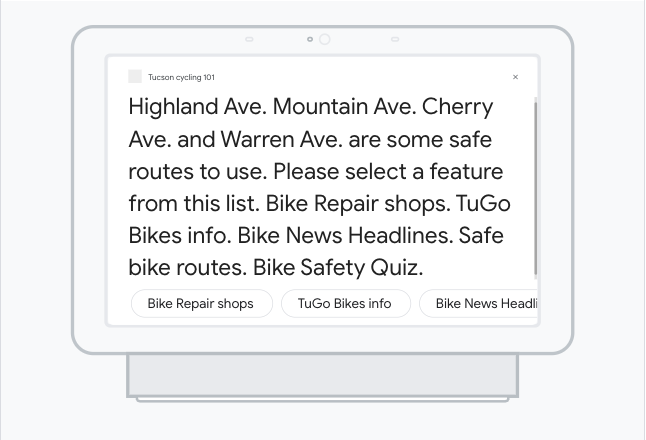 Tucson cycling 101
×
Highland Ave. Mountain Ave. Cherry
Ave. and Warren Ave. are some safe
routes to use. Please select a feature
from this list. Bike Repair shops. TuGo
Bikes info. Bike News Headlines. Safe
bike routes. Bike Safety Quiz.
Bike Repair shops TuGo Bikes info Bike News Headli